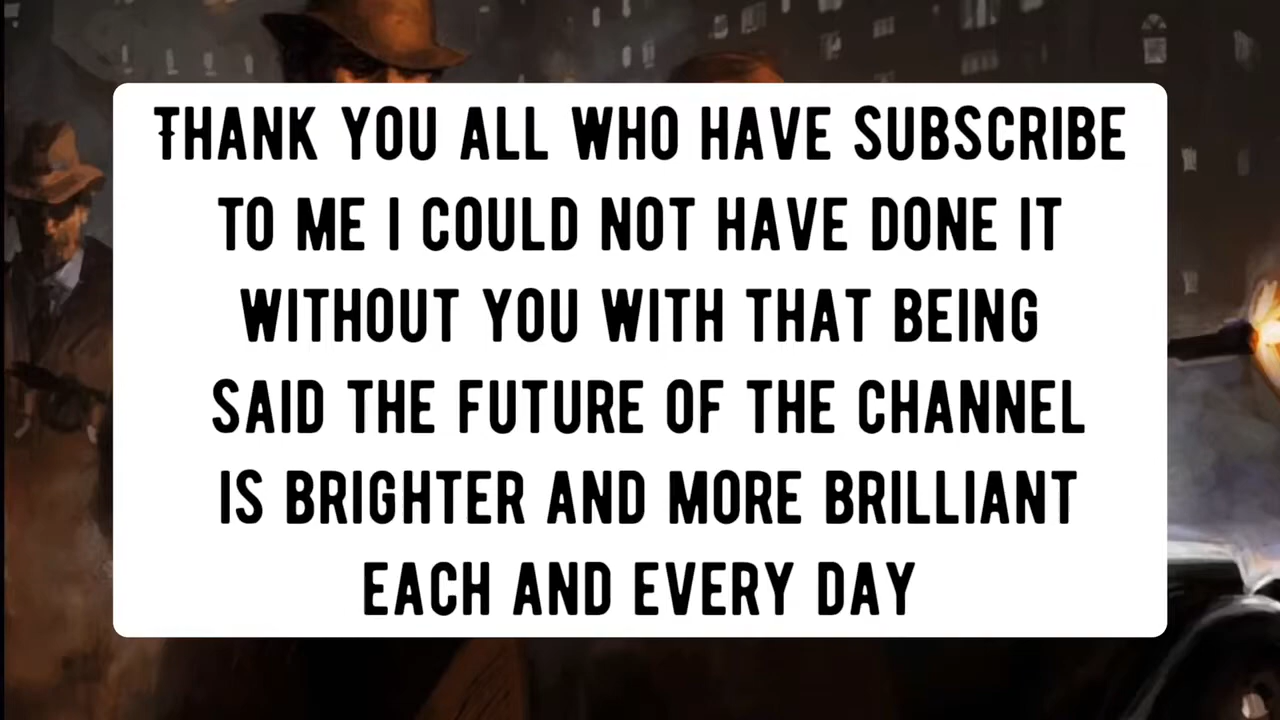 THANK YOU ALL WHO HAVE SUBSCRIBE
TO ME I COULD NOT HAVE DONE IT
WITHOUT YOU WITH THAT BEING
SAID THE FUTURE OF THE CHANNEL
IS BRIGHTER AND MORE BRILLIANT
EACH AND EVERY DAY